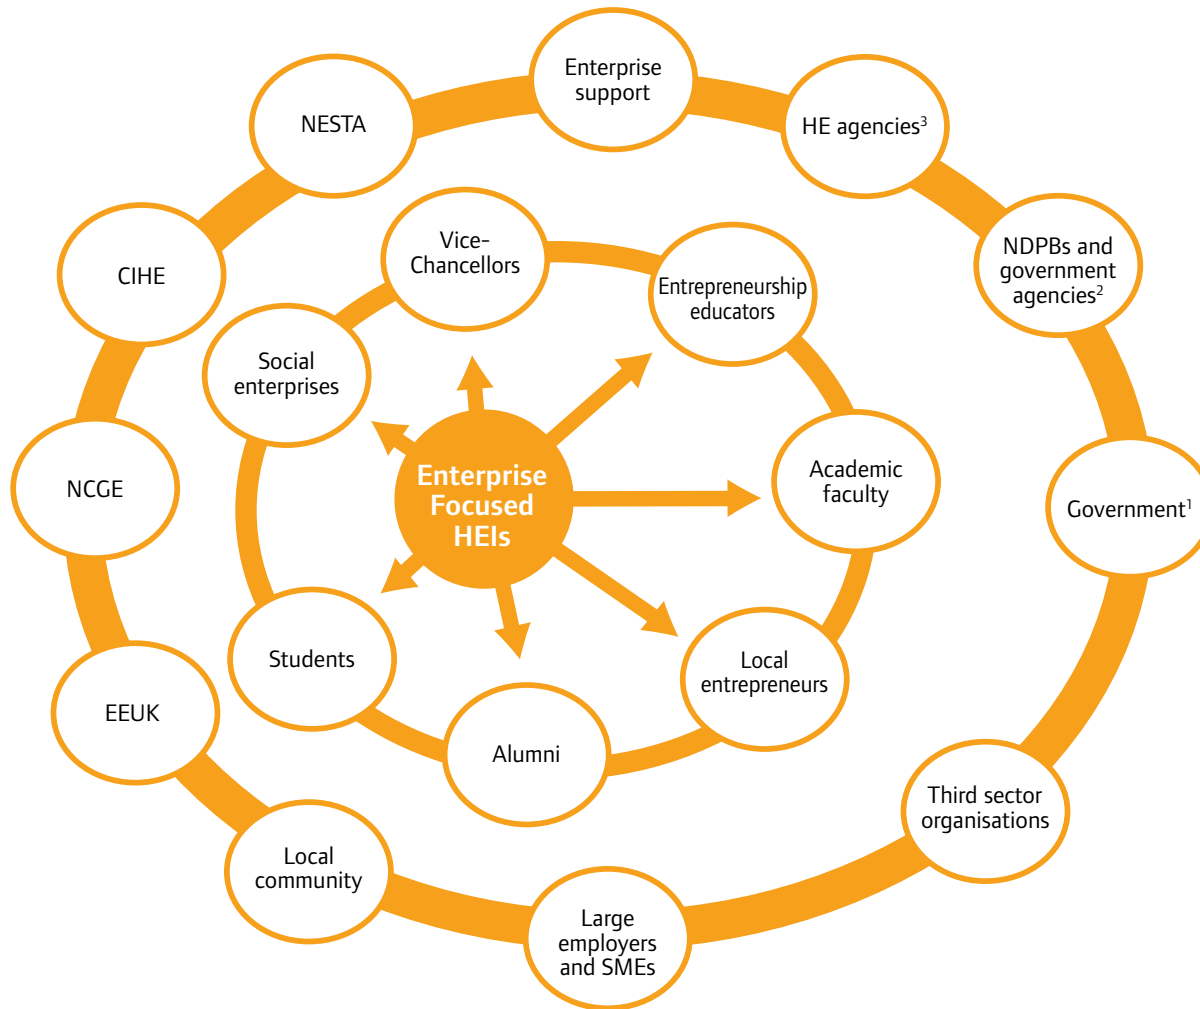 Enterprise
support
NESTA
HE agencies³
Vice-
Chancellors
NDPBs and
government
agencies²
CIHE
Entrepreneurship
educators
Social
enterprises
Enterprise
Focused
HEIs
Academic
faculty
NCGE
Government¹
Students
Local
entrepreneurs
EEUK
Alumni
Third sector
organisations
Local
community
Large
employers
and SMEs